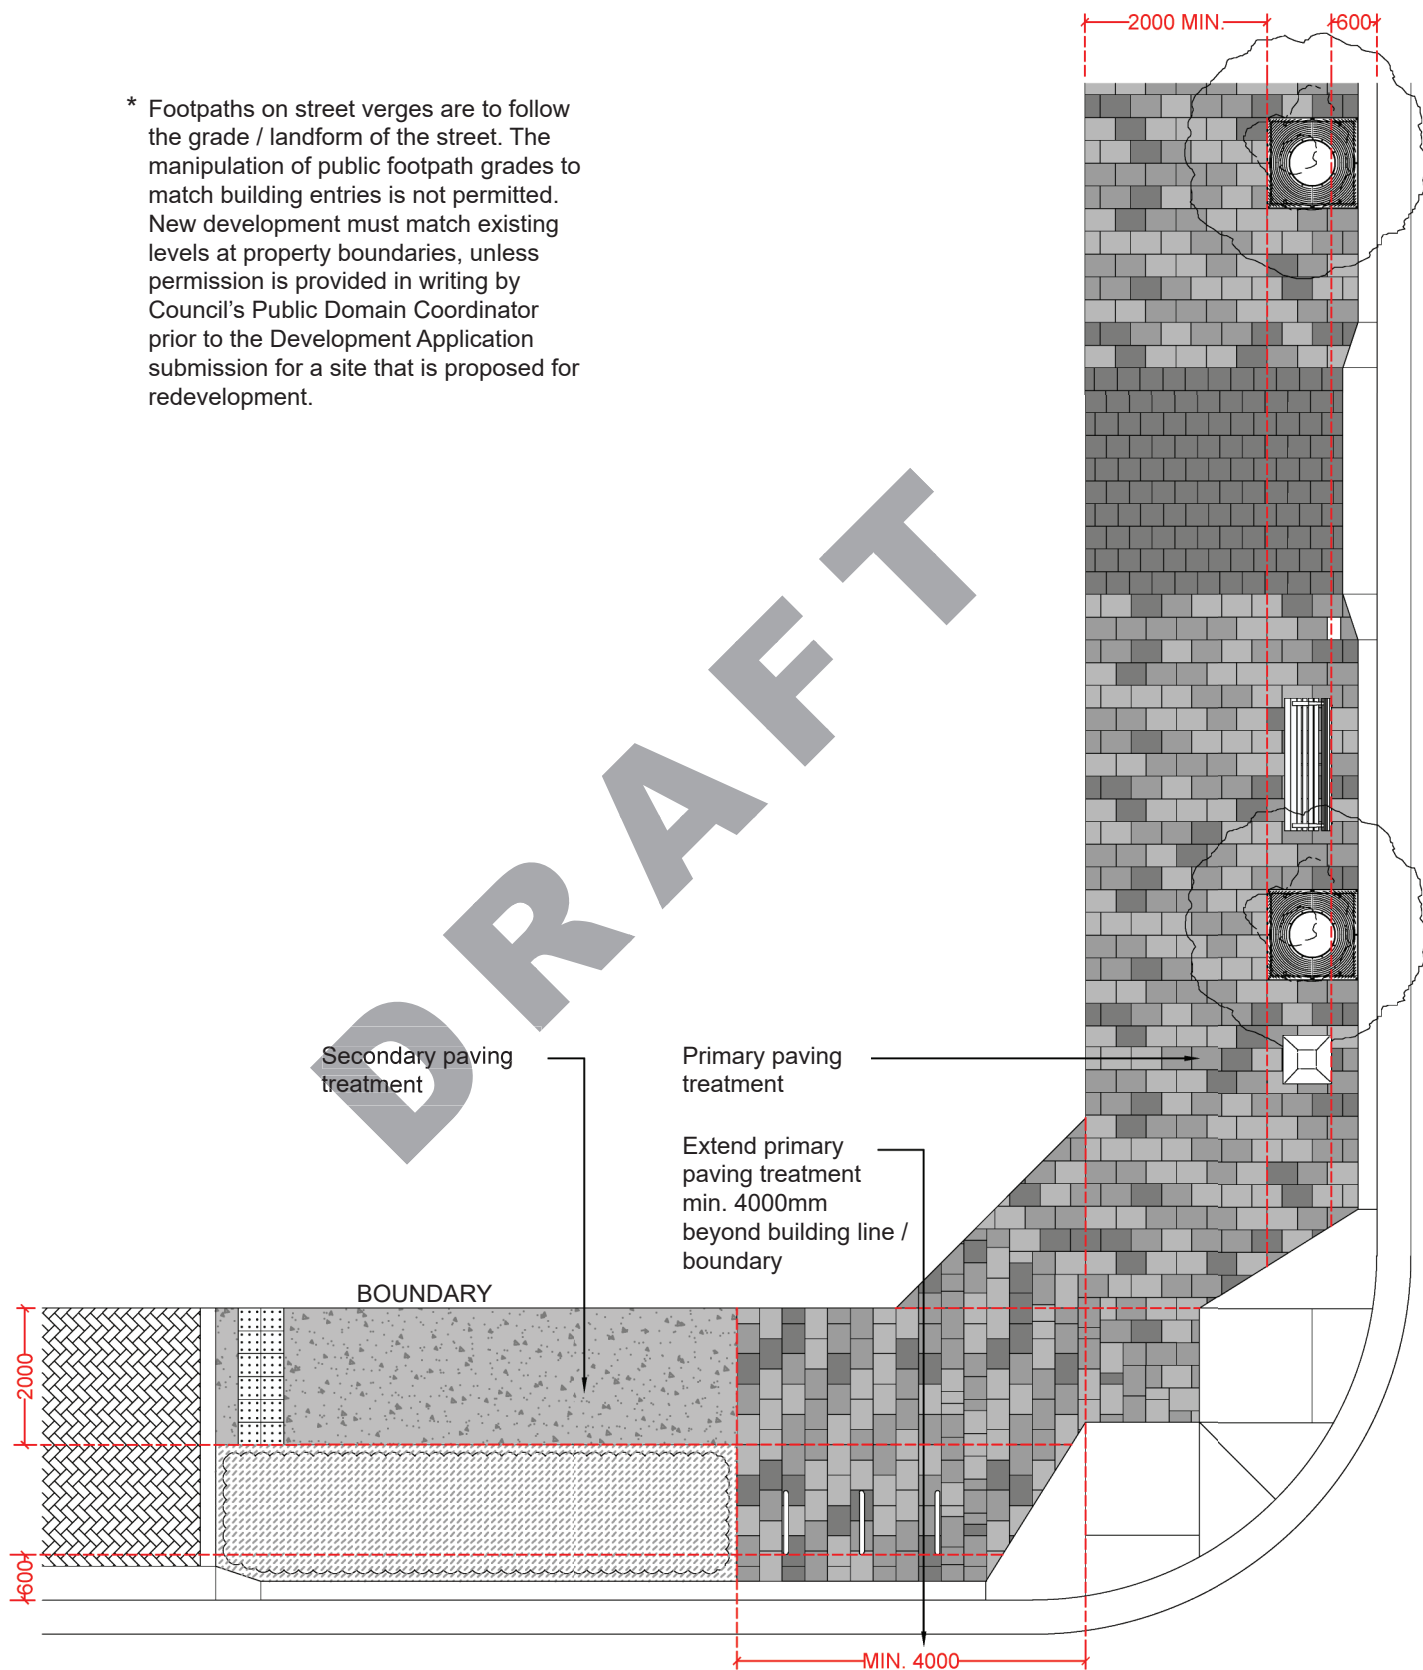 2000 MIN.
600
* Footpaths on street verges are to follow
the grade / landform of the street. The
manipulation of public footpath grades to
match building entries is not permitted.
New development must match existing
levels at property boundaries, unless
permission is provided in writing by
Council’s Public Domain Coordinator
prior to the Development Application
submission for a site that is proposed for
redevelopment.
DRAFT
Secondary paving
treatment
Primary paving
treatment
Extend primary
paving treatment
min. 4000mm
beyond building line /
boundary
BOUNDARY
2000
600
MIN. 4000